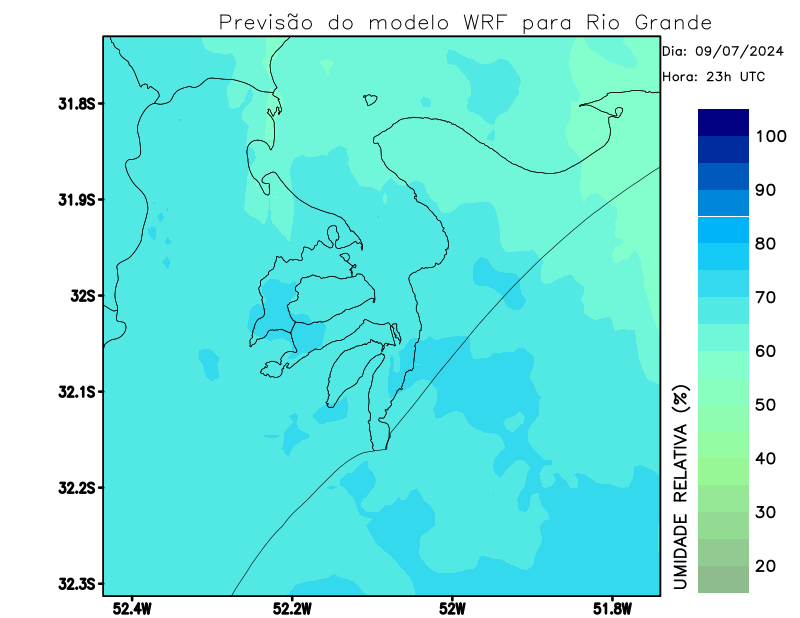 Previsão do modelo WRF para Rio Grande
Dia: 09/07/2024
Hora: 23h UTC
31.8S
31.9S
32S
32.1S
32.2S
32.3S
52.4W
52.2W
52W
51.8W
100
90
80
70
60
50
40
30
20
UMIDADE RELATIVA (%)